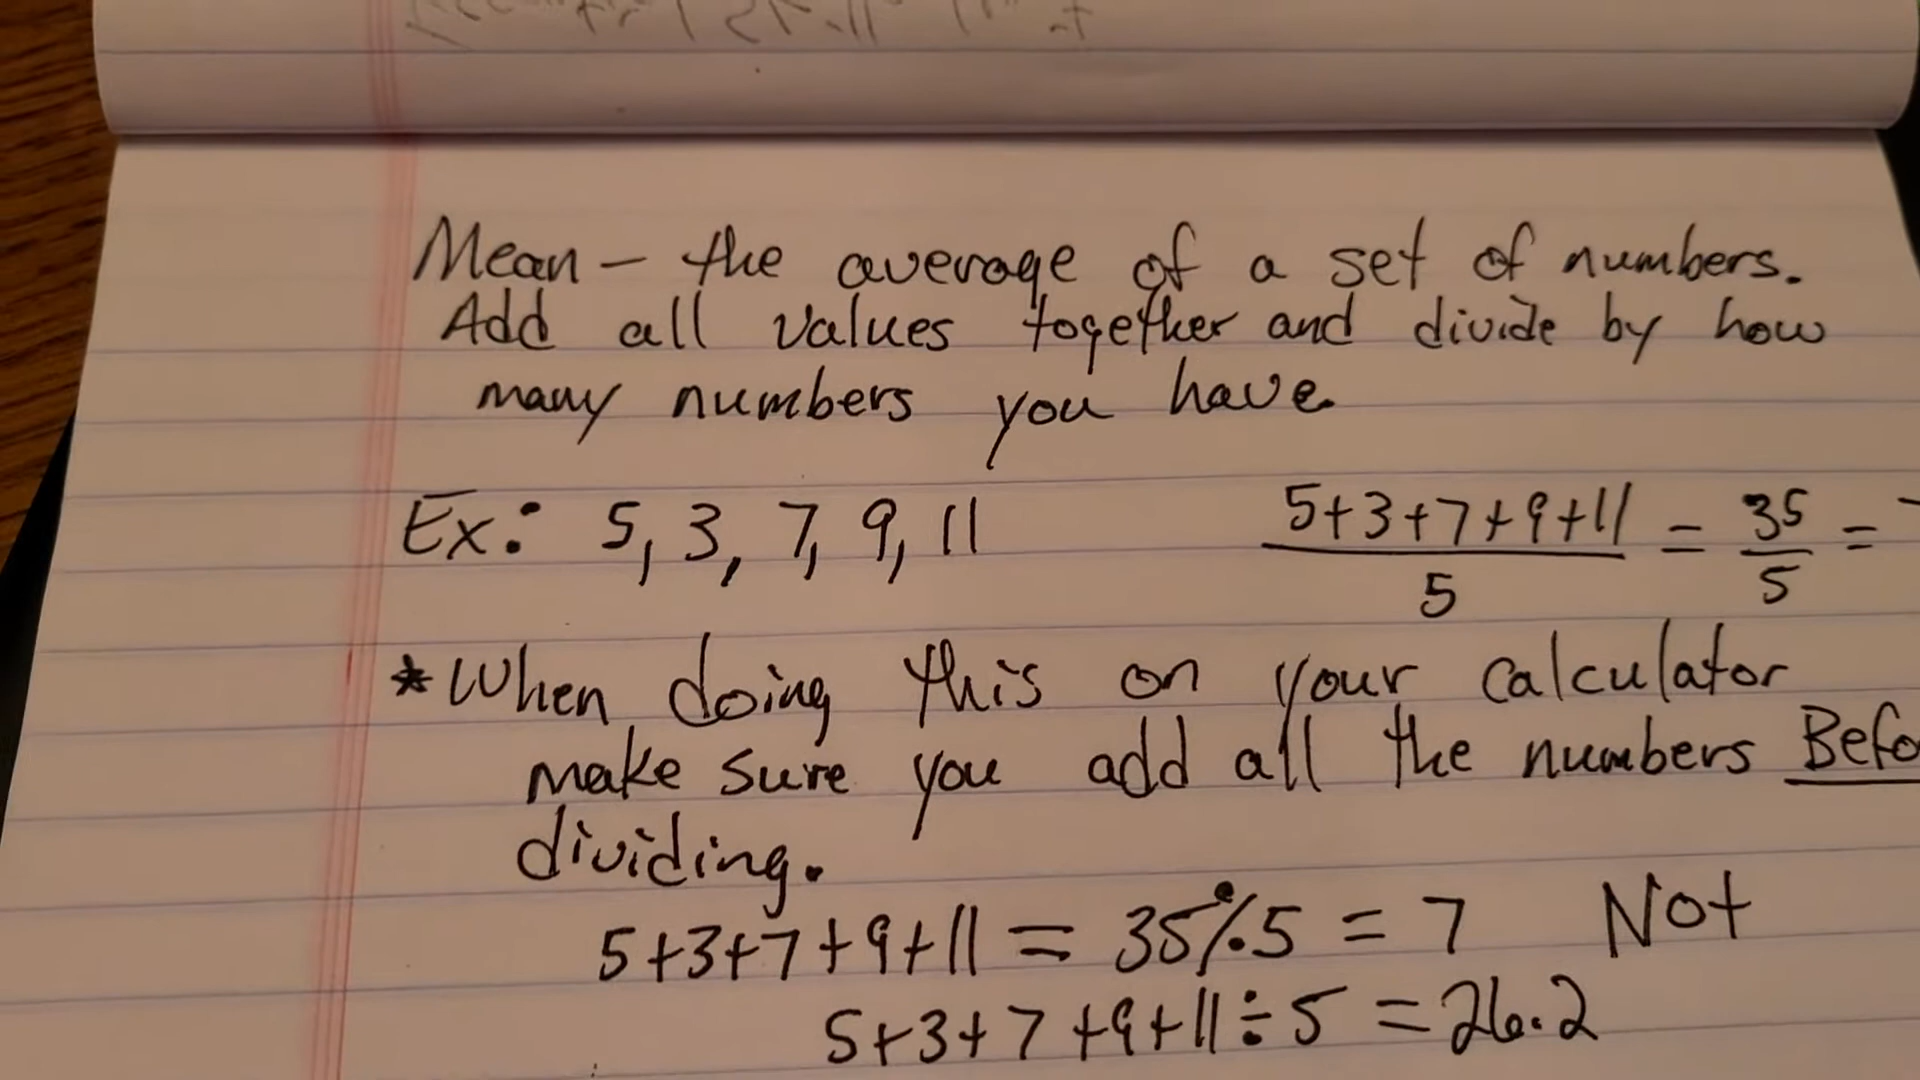 Mean – the average of a set of numbers.
Add all values together and divide by how
many numbers you have.
Ex: 5, 3, 7, 9, 11 5+3+7+9+11 / 5 = 35 / 5 =
*When doing this on your calculator
make sure you add all the numbers Befo
dividing.
5+3+7+9+11 = 35÷5 = 7 Not
5+3+7+9+11÷5 = 26.2